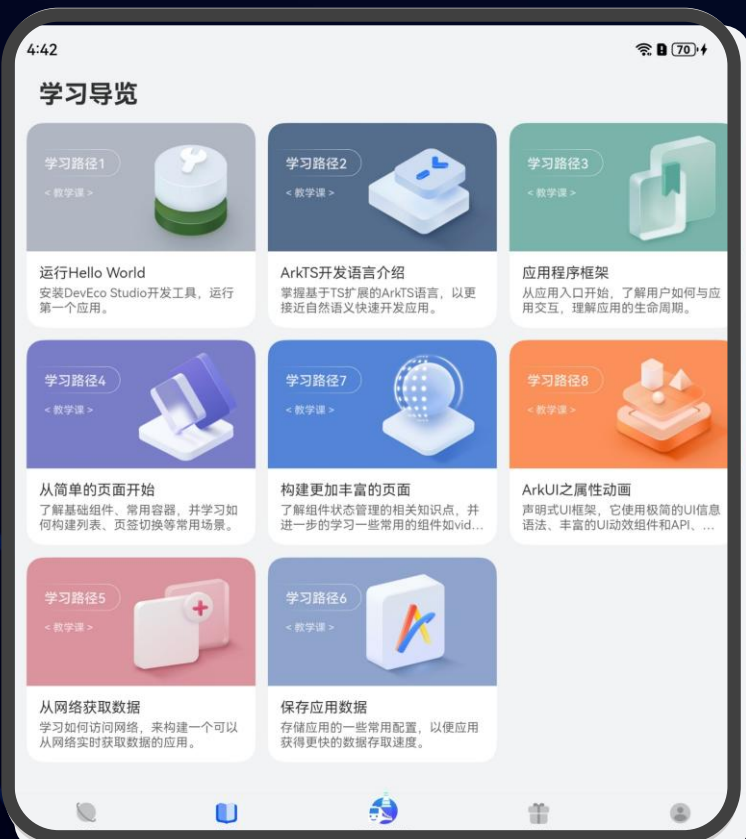 4:42
70
学习导览
学习路径1
<教学课>
运行Hello World
安装DevEco Studio开发工具，运行
第一个应用。
学习路径2
<教学课>
ArkTS开发语言介绍
掌握基于TS扩展的ArkTS语言，以更
接近自然语义快速开发应用。
学习路径3
<教学课>
应用程序框架
从应用入口开始，了解用户如何与应
用交互，理解应用的生命周期。
学习路径4
<教学课>
从简单的页面开始
了解基础组件、常用容器，并学习如
何构建列表、页签切换等常用场景。
学习路径7
<教学课>
构建更加丰富的页面
了解组件状态管理的相关知识点，并
进一步的学习一些常用的组件如vid...
学习路径8
<教学课>
ArkUI之属性动画
声明式UI框架，它使用极简的UI信息
语法、丰富的UI动效组件和API、...
学习路径5
<教学课>
从网络获取数据
学习如何访问网络，来构建一个可以
从网络实时获取数据的应用。
学习路径6
<教学课>
保存应用数据
存储应用的一些常用配置，以便应用
获得更快的数据存取速度。